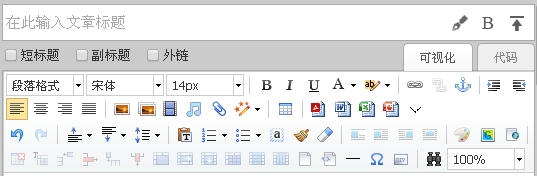 在此输入文章标题 B
短标题 副标题 外链 可视化 代码
段落格式 宋体 14px B I U A ab
T a
Ω 100%